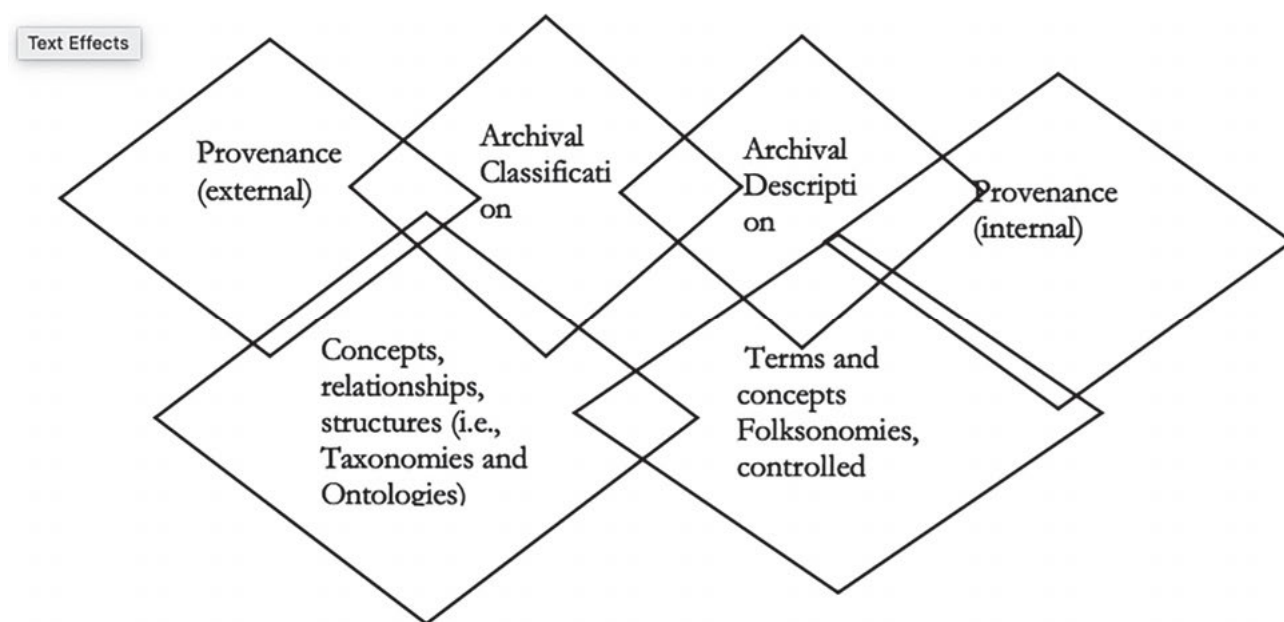 Text Effects
Provenance
(external)
Archival
Classificati
on
Archival
Descripti
on
Provenance
(internal)
Concepts,
relationships,
structures (i.e.,
Taxonomies and
Ontologies)
Terms and
concepts
Folksonomies,
controlled